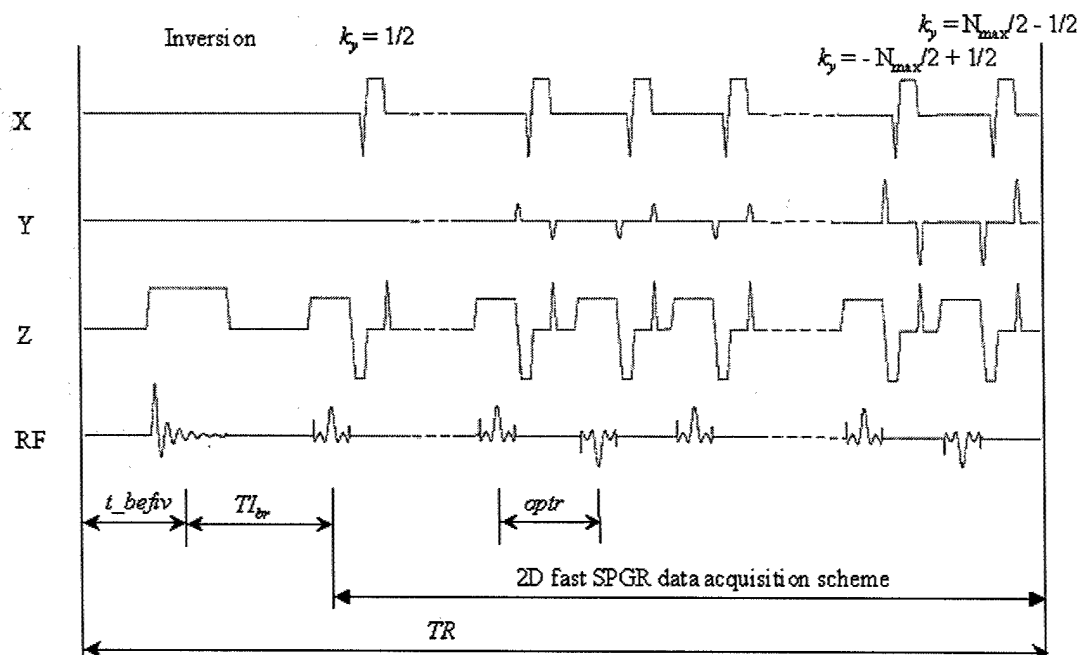 k_y = N_max/2 - 1/2
Inversion
k_y = 1/2
k_y = - N_max/2 + 1/2
X
Y
Z
RF
t_befiv
TI_br
optr
2D fast SPGR data acquisition scheme
TR